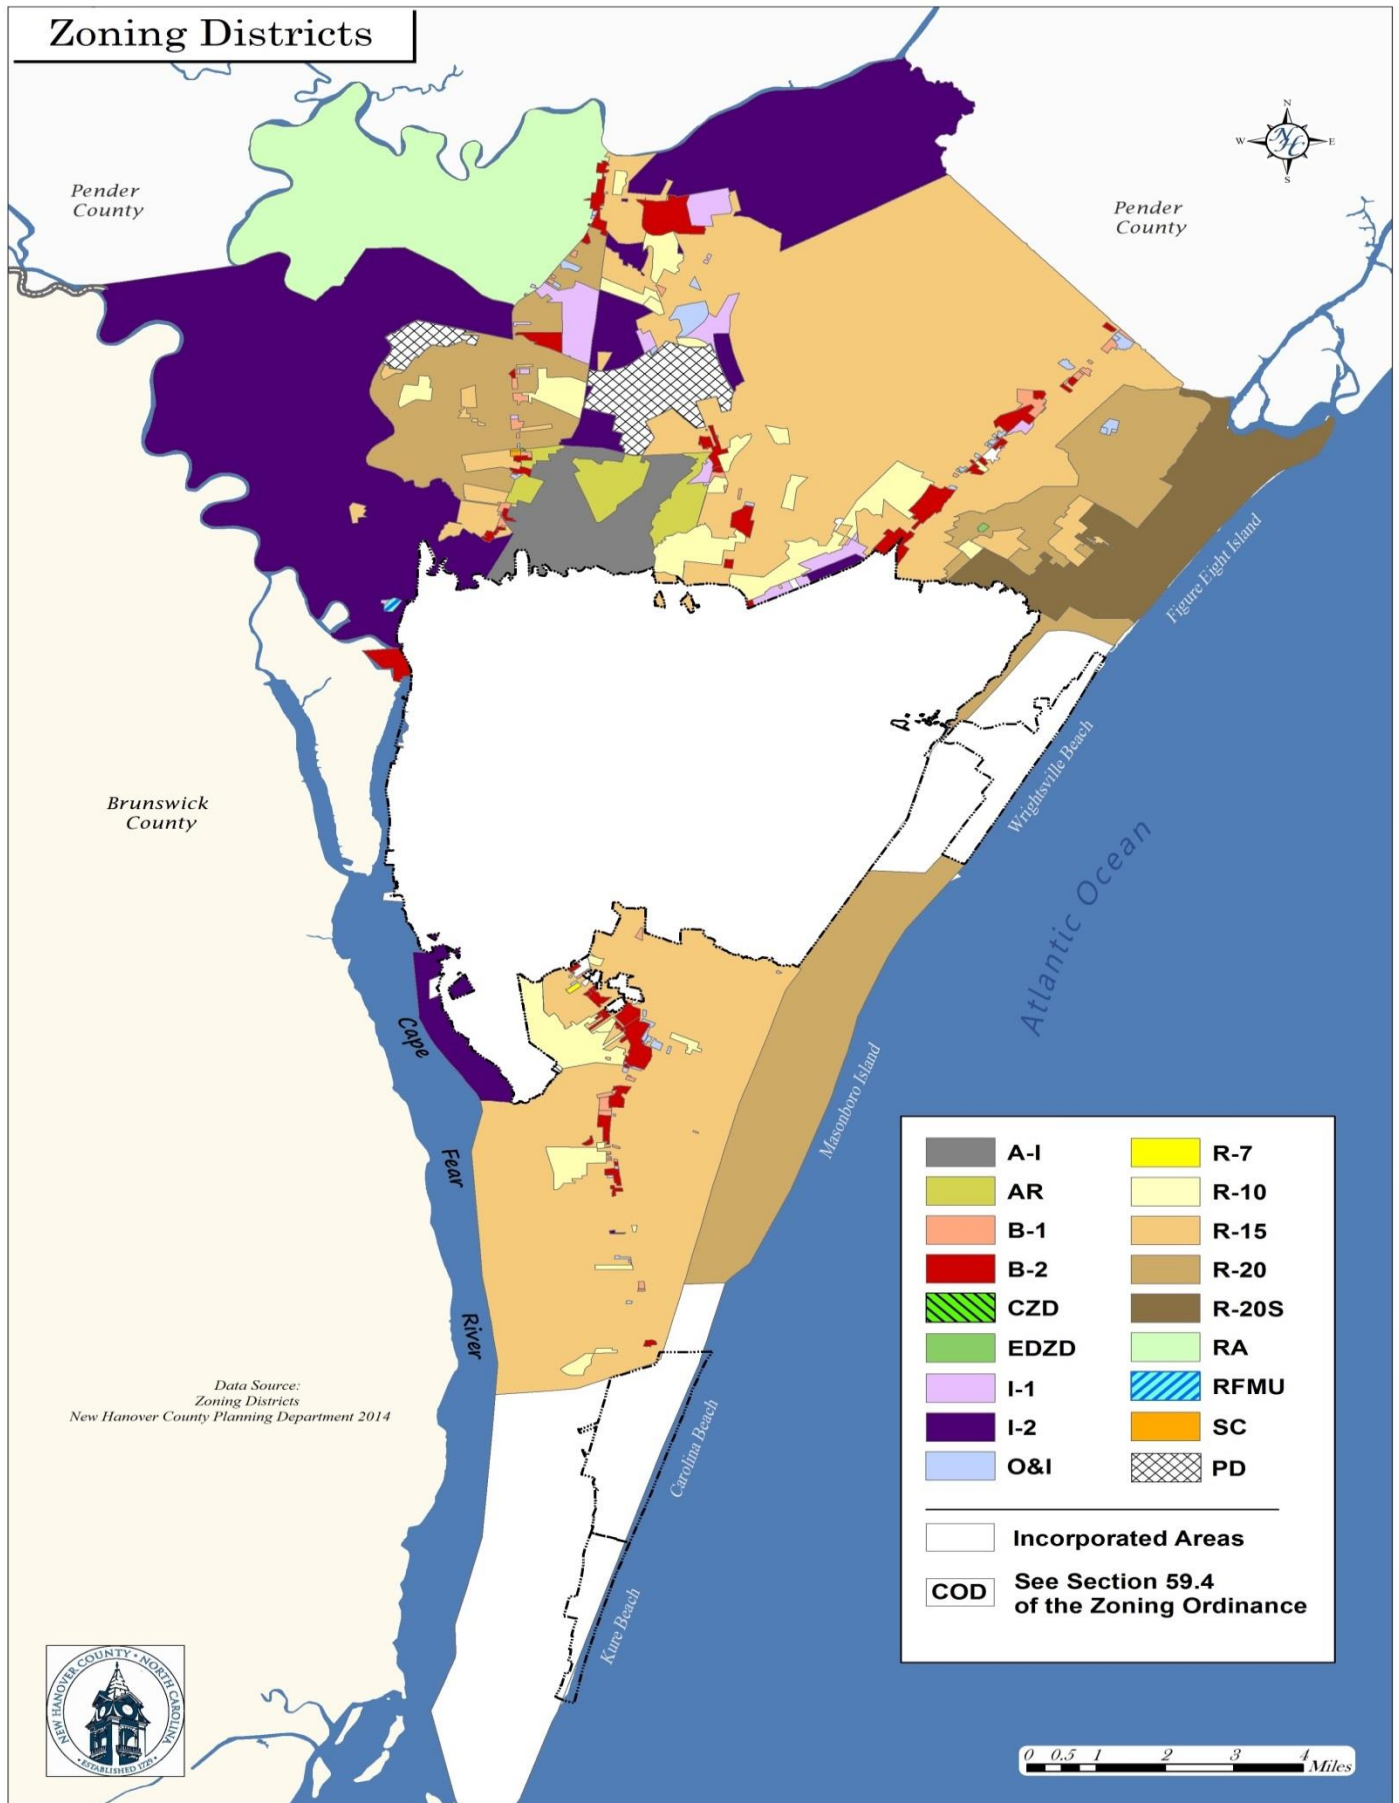 Zoning Districts
N
W
NHC
E
S
Pender
County
Pender
County
Figure Eight Island
Wrightsville Beach
Brunswick
County
Atlantic Ocean
Cape
Masonboro Island
Fear
River
Data Source:
Zoning Districts
New Hanover County Planning Department 2014
Carolina Beach
Kure Beach
A-I
AR
B-1
B-2
CZD
EDZD
I-1
I-2
O&I
R-7
R-10
R-15
R-20
R-20S
RA
RFMU
SC
PD
Incorporated Areas
COD See Section 59.4
of the Zoning Ordinance
NEW HANOVER COUNTY • NORTH CAROLINA
• ESTABLISHED 1729 •
0 0.5 1 2 3 4
Miles